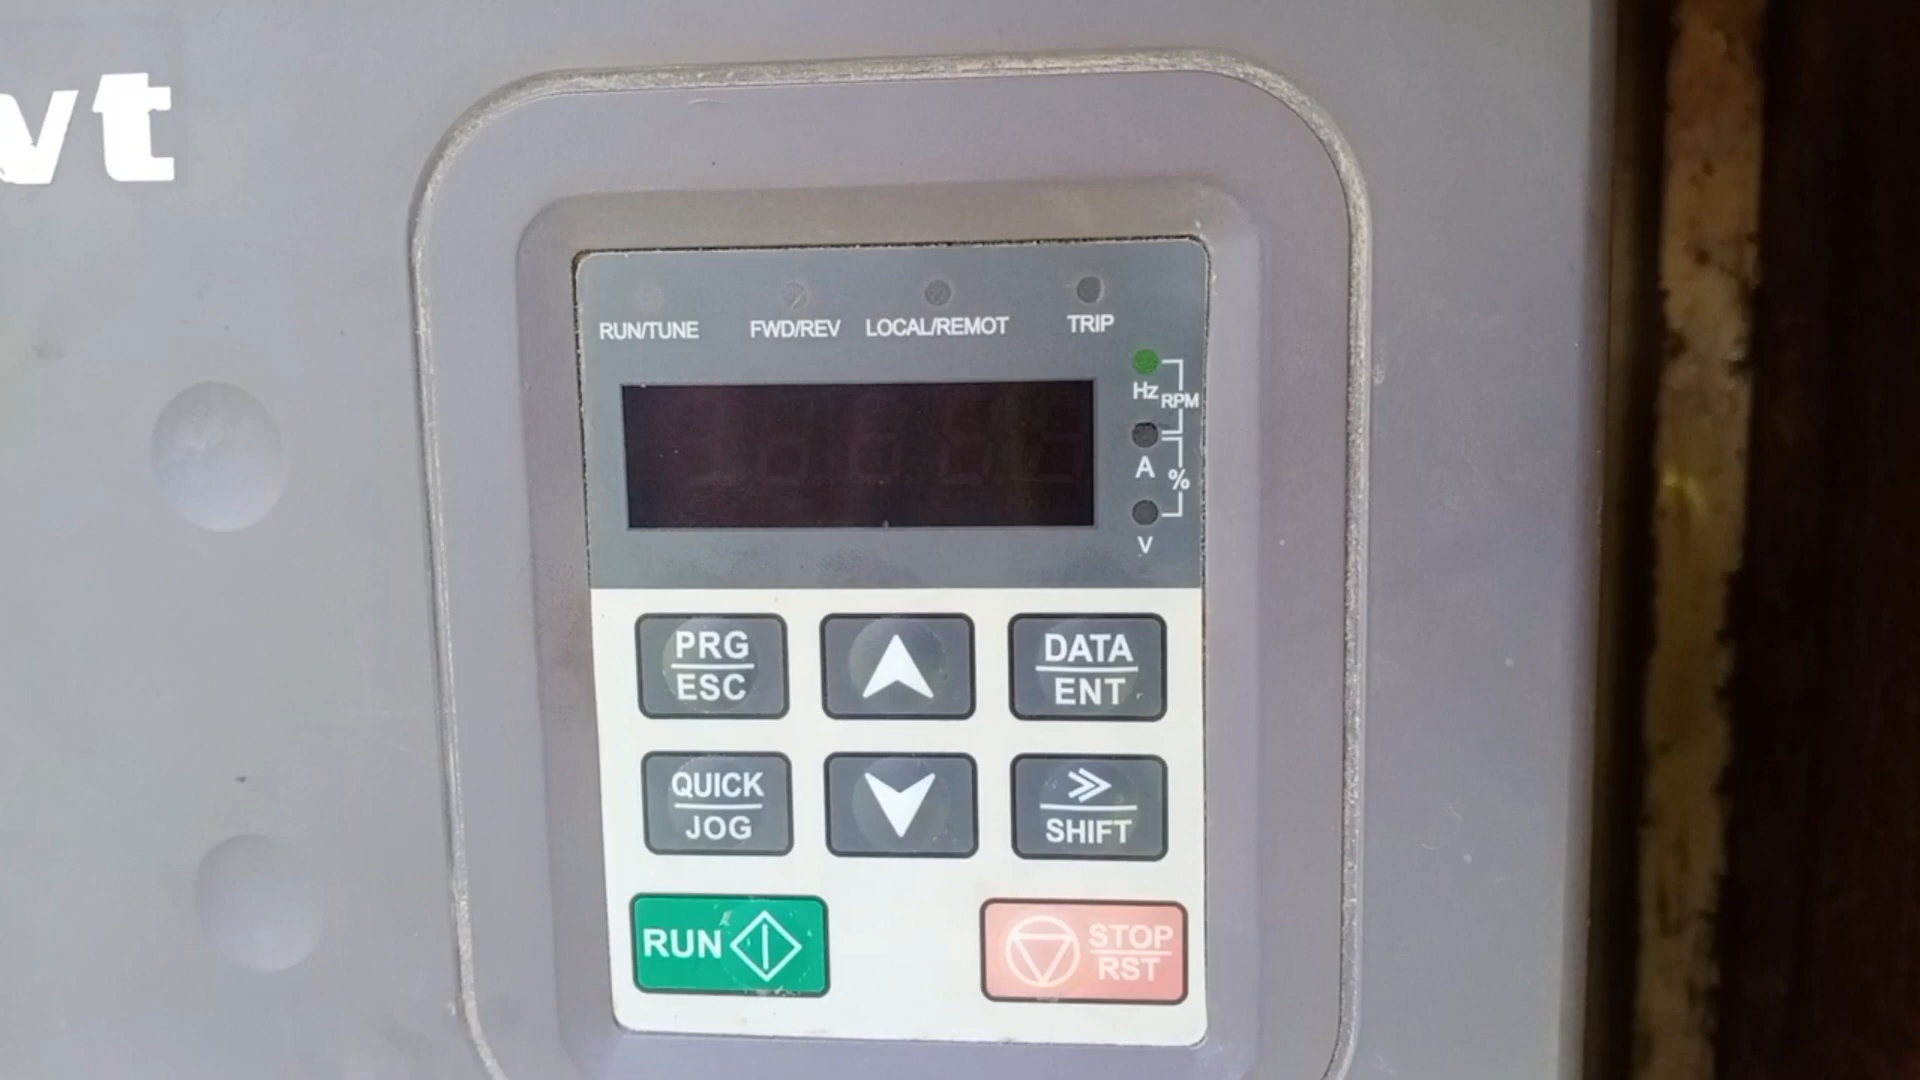 vt
RUN/TUNE FWD/REV LOCAL/REMOT TRIP
Hz RPM
A %
V
PRG
ESC
DATA
ENT
QUICK
JOG
SHIFT
RUN
STOP
RST